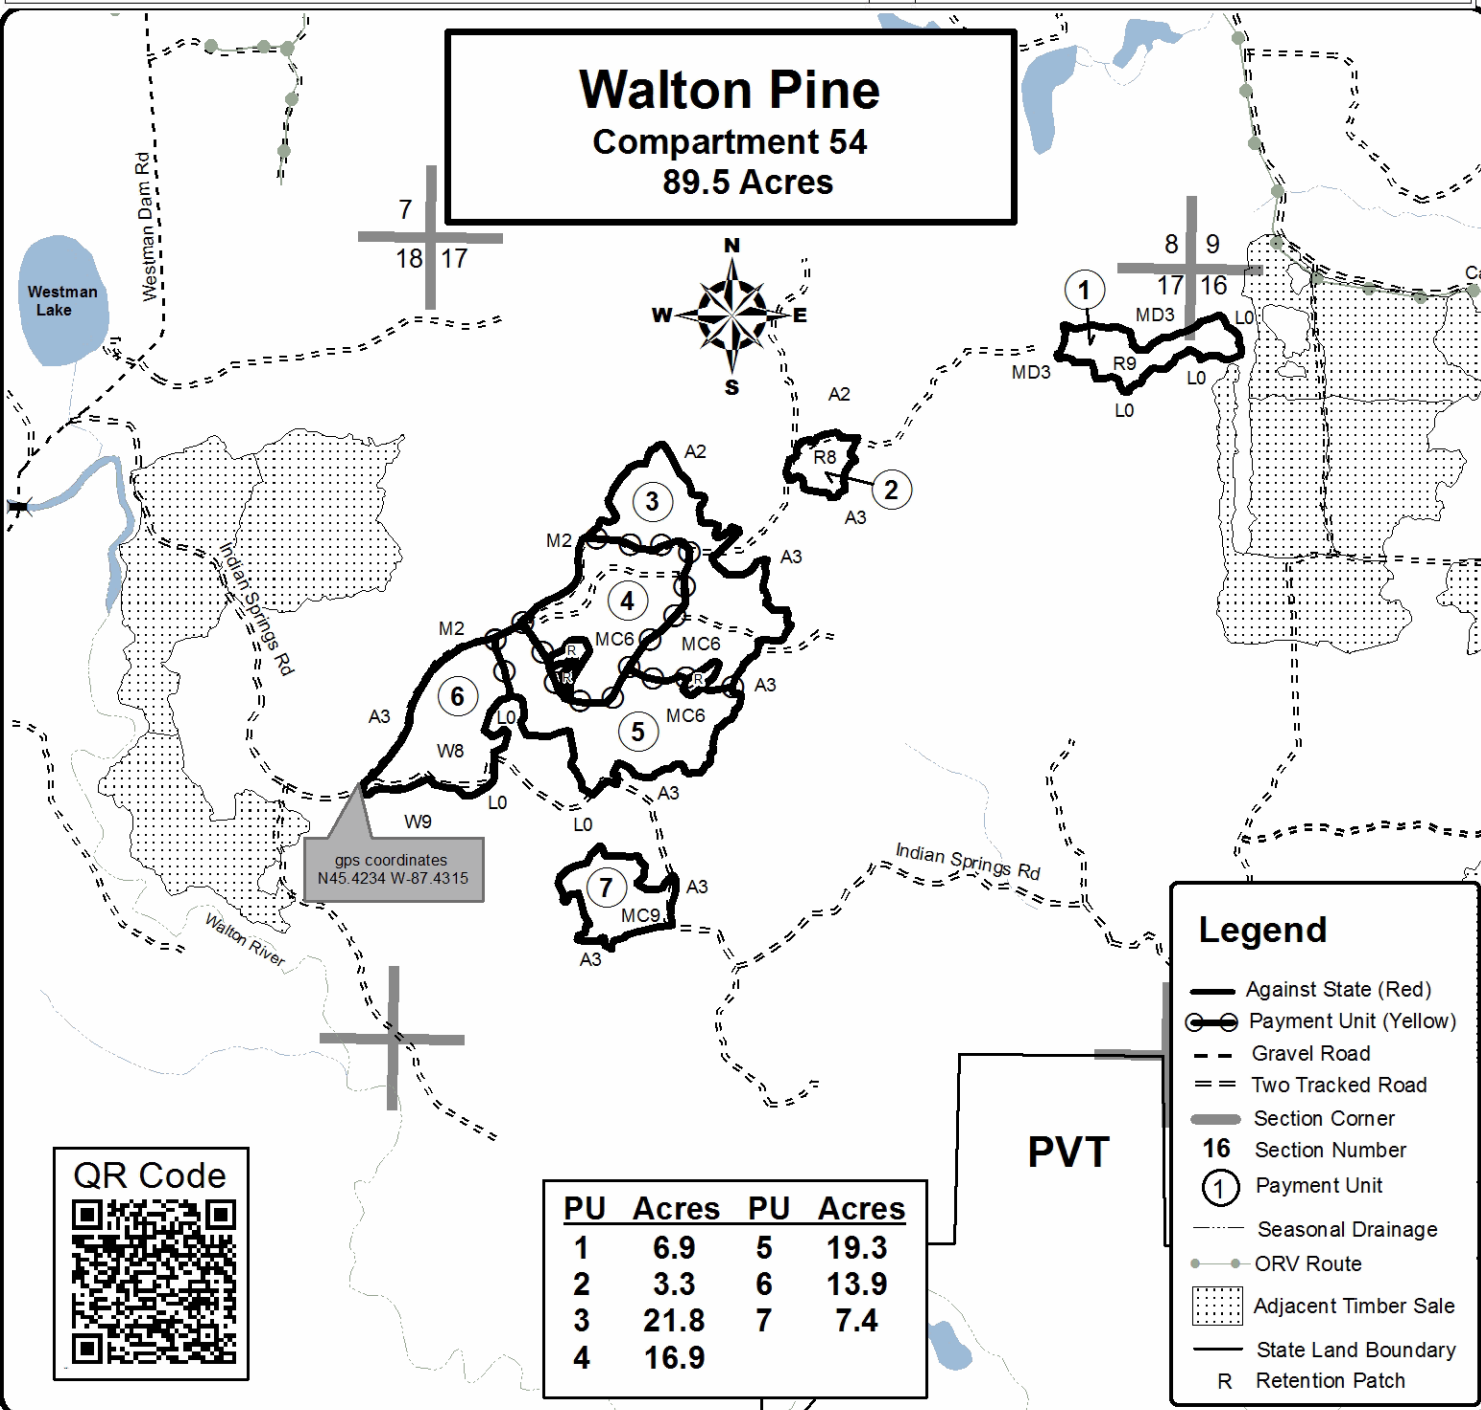 Walton Pine
Compartment 54
89.5 Acres
Westman Dam Rd
7
18 17
8 9
17 16
N
W E
S
Westman
Lake
1
MD3
L0
MD3
R9
L0
L0
A2
R8
2
A3
A2
3
M2
A3
4
MC6
MC6
R
R
R
M2
A3
6
A3
L0
MC6
5
W8
L0
A3
L0
W9
Indian Springs Rd
gps coordinates
N45.4234 W-87.4315
7
A3
MC9
A3
Indian Springs Rd
Walton River
PVT
QR Code
PU Acres PU Acres
1 6.9 5 19.3
2 3.3 6 13.9
3 21.8 7 7.4
4 16.9
Legend
Against State (Red)
Payment Unit (Yellow)
Gravel Road
Two Tracked Road
Section Corner
16 Section Number
1 Payment Unit
Seasonal Drainage
ORV Route
Adjacent Timber Sale
State Land Boundary
R Retention Patch